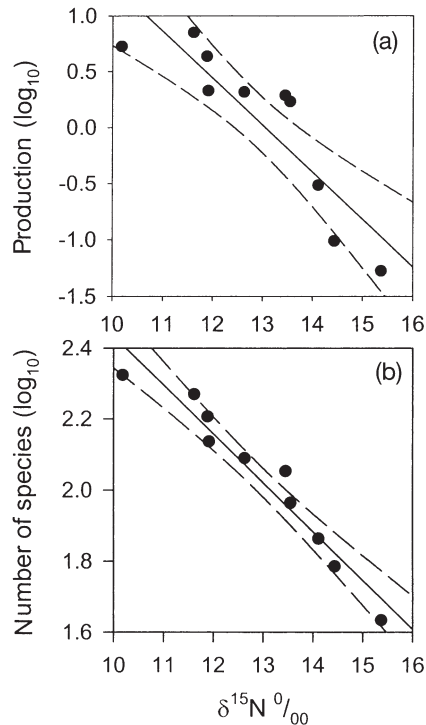 (a)
Production (log10)
1.0
0.5
0.0
-0.5
-1.0
-1.5
10 11 12 13 14 15 16
(b)
Number of species (log10)
2.4
2.2
2.0
1.8
1.6
10 11 12 13 14 15 16
δ15N 0/00